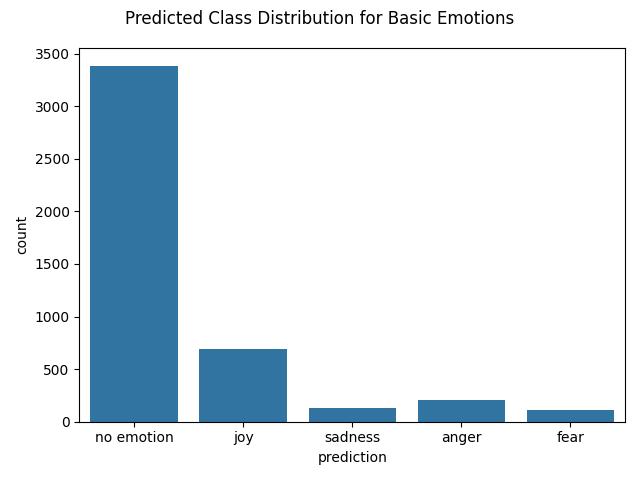 Predicted Class Distribution for Basic Emotions
3500
3000
2500
2000
1500
1000
500
0
count
no emotion joy sadness anger fear
prediction